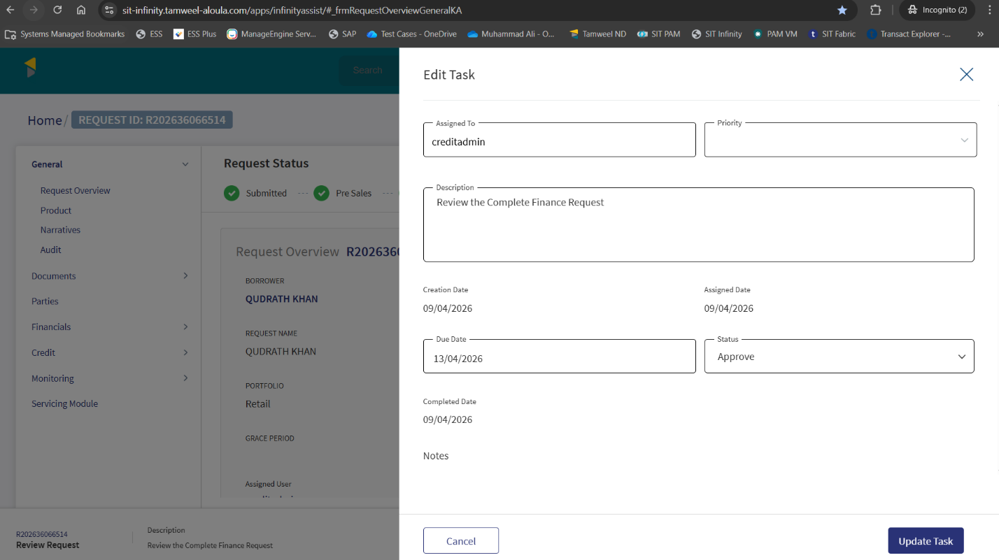 sit-infinity.tamweel-aloula.com/apps/infinityassist/#_frmRequestOverviewGeneralKA
Incognito (2)
Systems Managed Bookmarks
ESS
ESS Plus
ManageEngine Serv...
SAP
Test Cases - OneDrive
Muhammad Ali - O...
Tamweel ND
SIT PAM
SIT Infinity
PAM VM
SIT Fabric
Transact Explorer -...
Search
Home/
REQUEST ID: R202636066514
General
Request Overview
Product
Narratives
Audit
Documents
Parties
Financials
Credit
Monitoring
Servicing Module
Request Status
Submitted --- Pre Sales ---
Request Overview R2026360
BORROWER
QUDRATH KHAN
REQUEST NAME
QUDRATH KHAN
PORTFOLIO
Retail
GRACE PERIOD
Assigned User
R202636066514
Review Request
Description
Review the Complete Finance Request
Edit Task
Assigned To
creditadmin
Priority
Description
Review the Complete Finance Request
Creation Date
09/04/2026
Assigned Date
09/04/2026
Due Date
13/04/2026
Status
Approve
Completed Date
09/04/2026
Notes
Cancel
Update Task